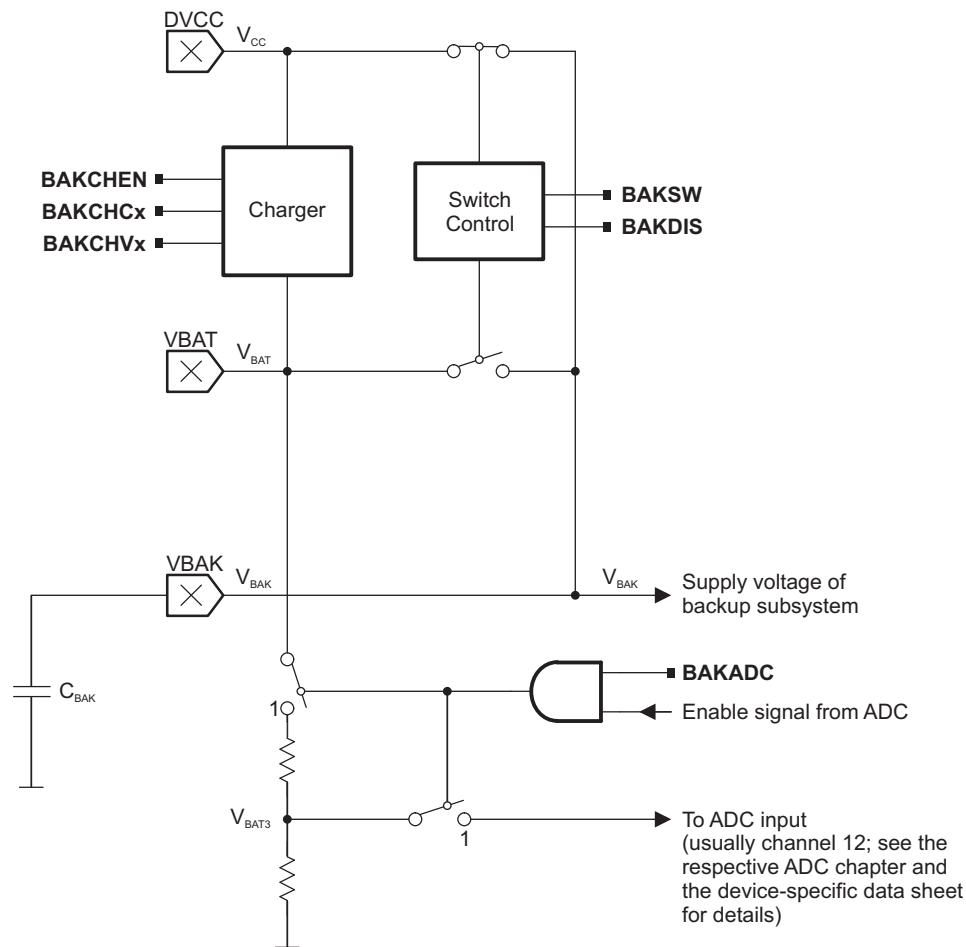 DVCC
V_CC
BAKCHEN
BAKCHCx
BAKCHVx
Charger
Switch
Control
BAKSW
BAKDIS
VBAT
V_BAT
VBAK
V_BAK
V_BAK
Supply voltage of
backup subsystem
C_BAK
BAKADC
Enable signal from ADC
1
V_BAT3
1
To ADC input
(usually channel 12; see the
respective ADC chapter and
the device-specific data sheet
for details)